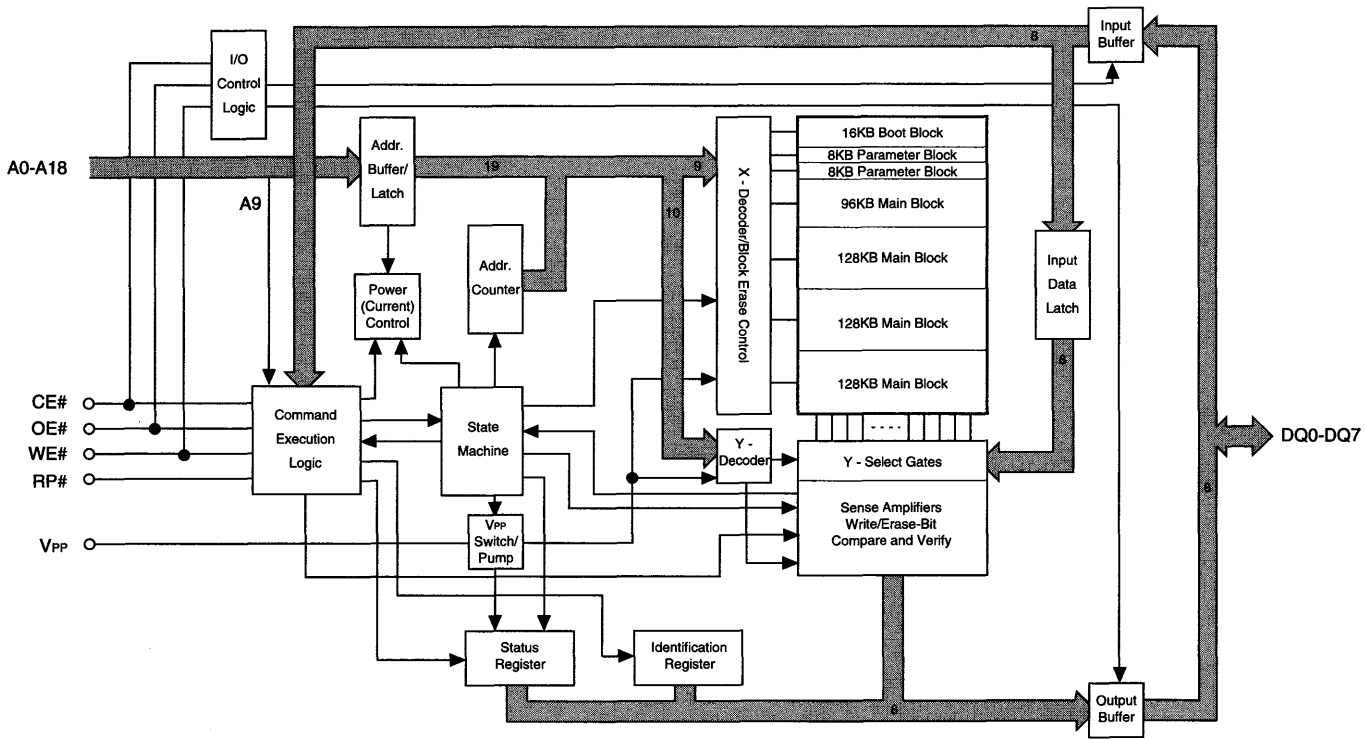 Input
Buffer
8
I/O
Control
Logic
Addr.
Buffer/
Latch
A0-A18
19
9
A9
10
X - Decoder/Block Erase Control
16KB Boot Block
8KB Parameter Block
8KB Parameter Block
96KB Main Block
128KB Main Block
128KB Main Block
128KB Main Block
Input
Data
Latch
8
Addr.
Counter
Power
(Current)
Control
CE#
OE#
WE#
RP#
VPP
Command
Execution
Logic
State
Machine
Y -
Decoder
Y - Select Gates
Sense Amplifiers
Write/Erase-Bit
Compare and Verify
DQ0-DQ7
8
VPP
Switch/
Pump
Status
Register
Identification
Register
8
Output
Buffer